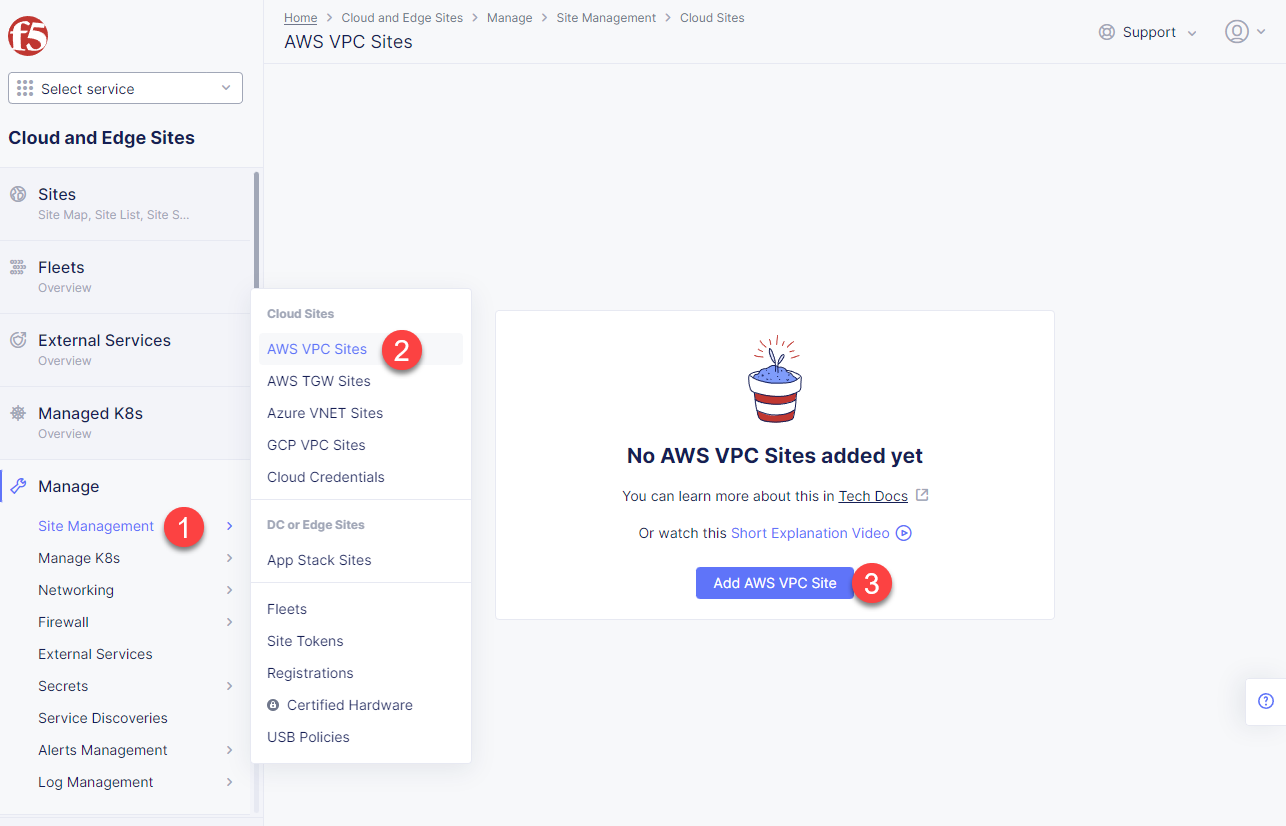 f5
Select service
Cloud and Edge Sites
Sites
Site Map, Site List, Site S...
Fleets
Overview
External Services
Overview
Managed K8s
Overview
Manage
Site Management 1
Manage K8s
Networking
Firewall
External Services
Secrets
Service Discoveries
Alerts Management
Log Management
Home > Cloud and Edge Sites > Manage > Site Management > Cloud Sites
AWS VPC Sites
Support
Cloud Sites
AWS VPC Sites 2
AWS TGW Sites
Azure VNET Sites
GCP VPC Sites
Cloud Credentials
DC or Edge Sites
App Stack Sites
Fleets
Site Tokens
Registrations
Certified Hardware
USB Policies
No AWS VPC Sites added yet
You can learn more about this in Tech Docs
Or watch this Short Explanation Video
Add AWS VPC Site 3